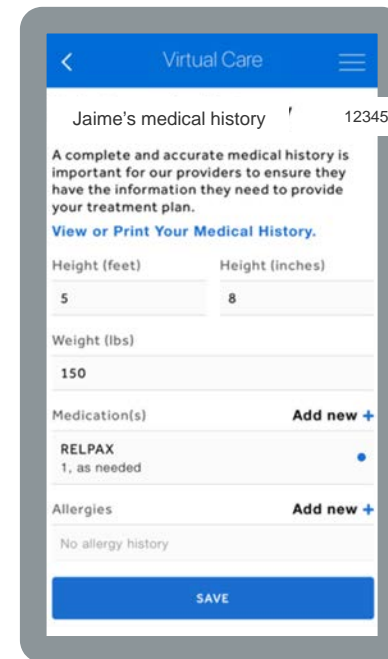 Virtual Care
Jaime's medical history 12345
A complete and accurate medical history is
important for our providers to ensure they
have the information they need to provide
your treatment plan.
View or Print Your Medical History.
Height (feet) Height (inches)
5 8
Weight (lbs)
150
Medication(s) Add new +
RELPAX
1, as needed
Allergies Add new +
No allergy history
SAVE